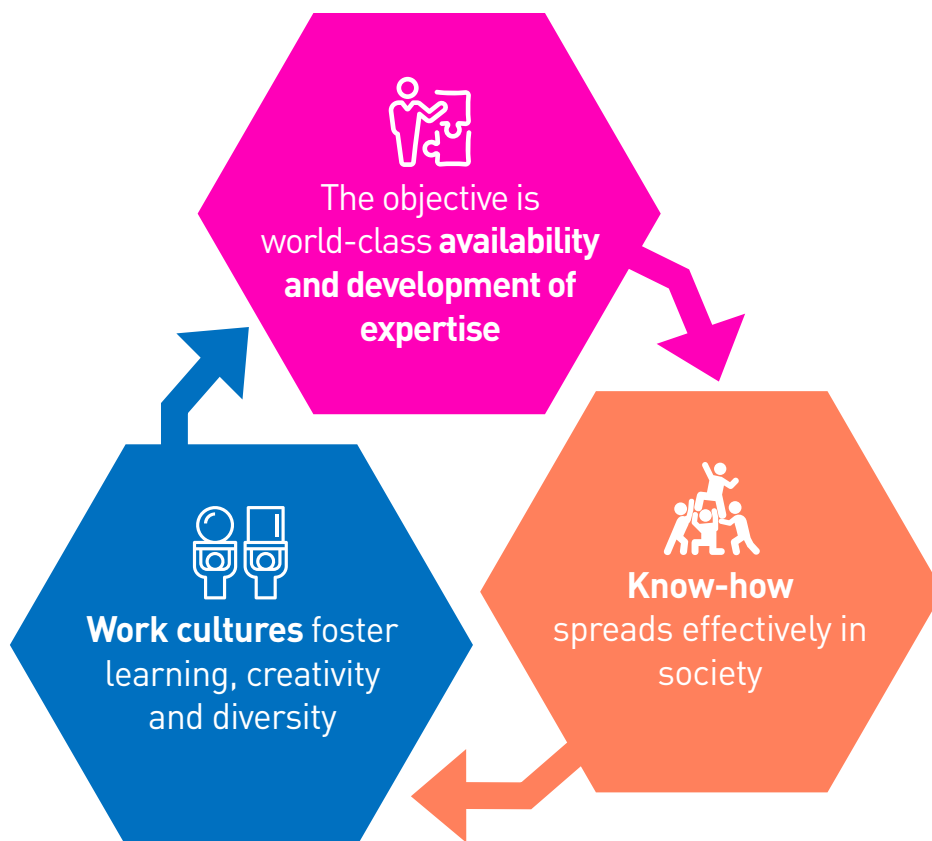 The objective is
world-class availability
and development of
expertise
Know-how
spreads effectively in
society
Work cultures foster
learning, creativity
and diversity